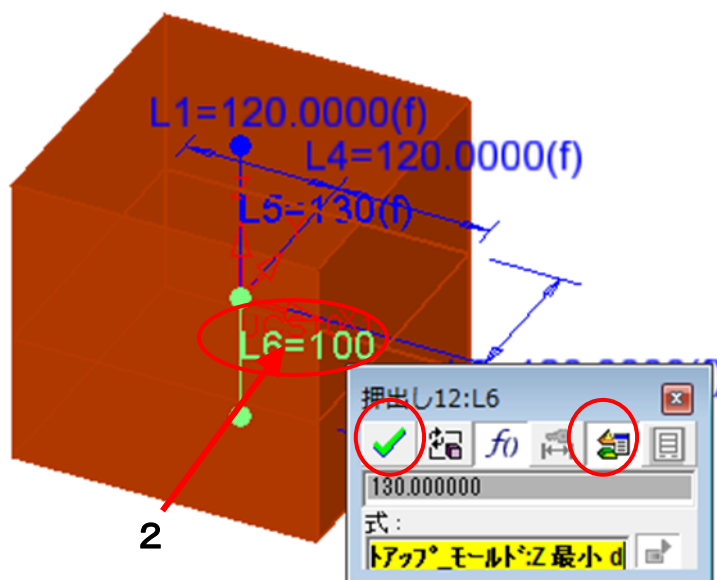 L1=120.0000(f)
L4=120.0000(f)
L5=130(f)
L6=100
2
押出し12:L6
f()
130.000000
式 :
トアップ_モールド:Z 最小 d